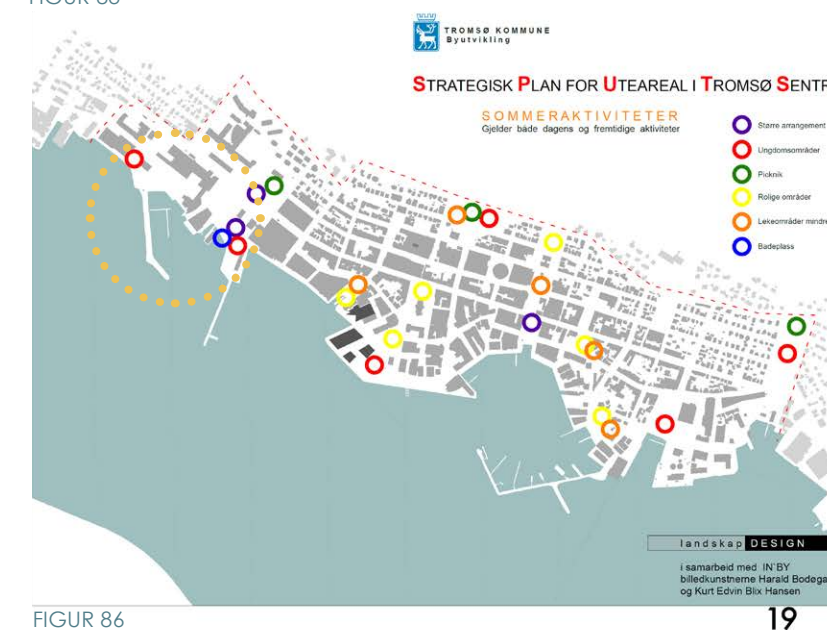 TROMSØ KOMMUNE
Byutvikling
STRATEGISK PLAN FOR UTEAREAL I TROMSØ SENTR
SOMMERAKTIVITETER
Gjelder både dagens og fremtidige aktiviteter
Større arrangement
Ungdomsområder
Picknik
Rolige områder
Lekeområder mindre
Badeplass
landskap DESIGN
i samarbeid med IN'BY
billedkunstnerne Harald Bodøga
og Kurt Edvin Blix Hansen
FIGUR 86
19